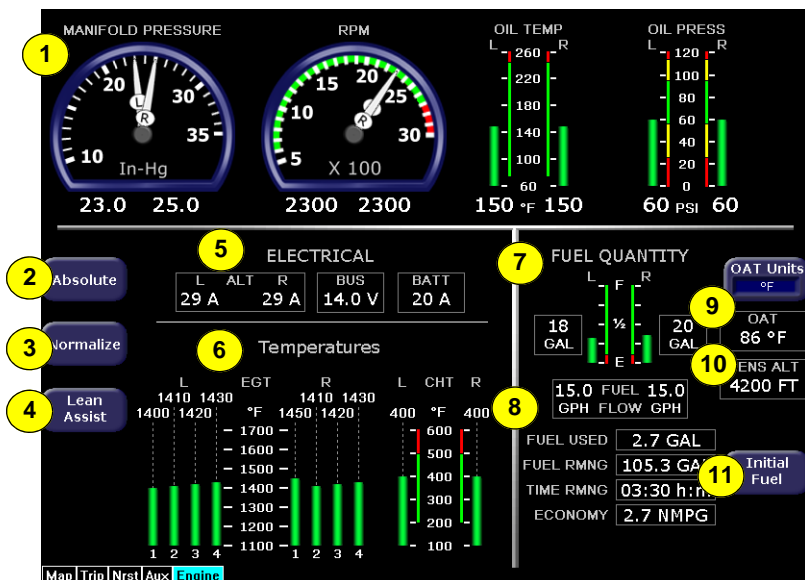 MANIFOLD PRESSURE
RPM
OIL TEMP
OIL PRESS
1
10 20 30 35
L
R
In-Hg
23.0 25.0
5 10 15 20 25 30
L
R
X 100
2300 2300
L R
260
220
180
140
100
60
150 °F 150
L R
120
100
80
60
40
20
0
60 PSI 60
2
Absolute
3
Normalize
4
Lean
Assist
5
ELECTRICAL
L ALT R
29 A 29 A
BUS
14.0 V
BATT
20 A
6
Temperatures
L EGT R
1410 1430 1410 1430
1400 1420 °F 1450 1420
1700
1600
1500
1400
1300
1200
1100
1 2 3 4 1 2 3 4
L CHT R
400 °F 400
600
500
400
300
200
100
7
FUEL QUANTITY
L R
F
½
E
18
GAL
20
GAL
8
15.0 FUEL 15.0
GPH FLOW GPH
FUEL USED 2.7 GAL
FUEL RMNG 105.3 GAL
TIME RMNG 03:30 h:m
ECONOMY 2.7 NMPG
OAT Units
°F
9
OAT
86 °F
10
ENS ALT
4200 FT
11
Initial
Fuel
Map Trip Nrst Aux Engine